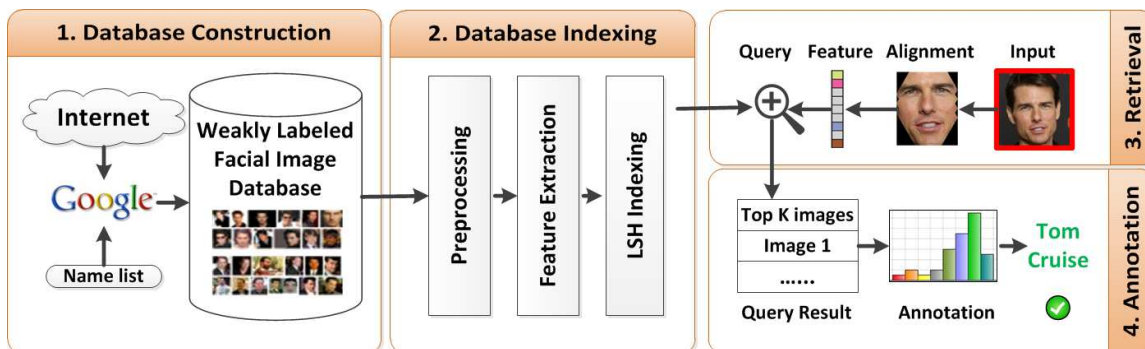 1. Database Construction
Internet
Google
Name list
Weakly Labeled
Facial Image
Database
2. Database Indexing
Preprocessing
Feature Extraction
LSH Indexing
3. Retrieval
Query
Feature
Alignment
Input
4. Annotation
Top K images
Image 1
......
Query Result
Annotation
Tom
Cruise